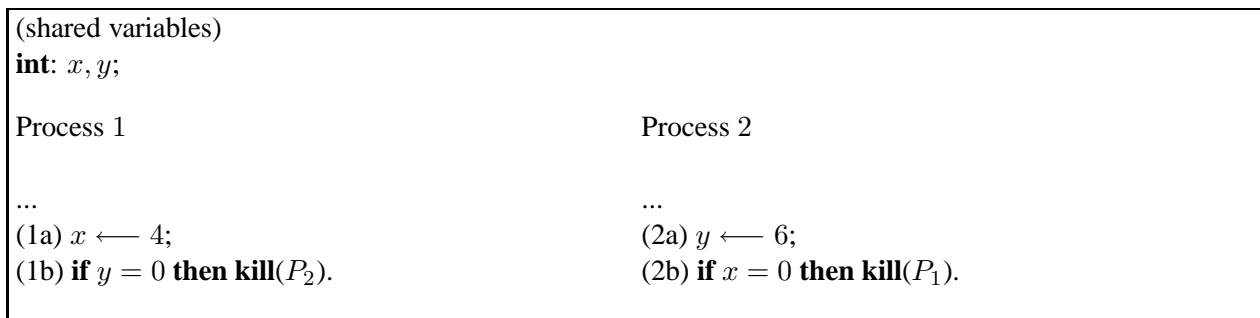 (shared variables)
int: x, y;
Process 1
Process 2
...
...
(1a) x ⟵ 4;
(2a) y ⟵ 6;
(1b) if y = 0 then kill(P₂).
(2b) if x = 0 then kill(P₁).